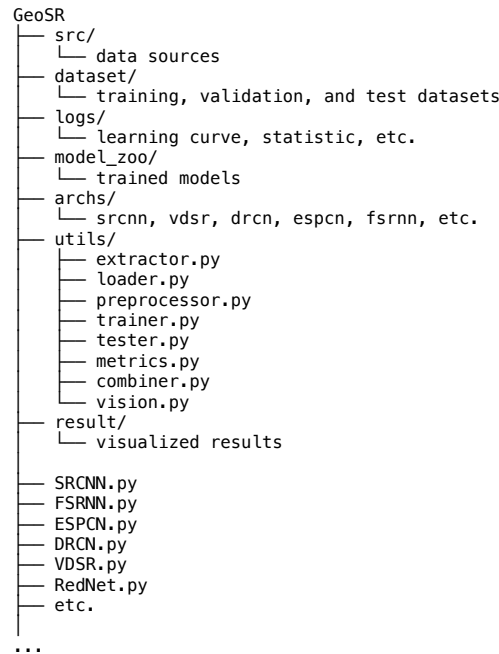 GeoSR
├── src/
│   └── data sources
├── dataset/
│   └── training, validation, and test datasets
├── logs/
│   └── learning curve, statistic, etc.
├── model_zoo/
│   └── trained models
├── archs/
│   └── srcnn, vdsr, drcn, espcn, fsrnn, etc.
├── utils/
│   ├── extractor.py
│   ├── loader.py
│   ├── preprocessor.py
│   ├── trainer.py
│   ├── tester.py
│   ├── metrics.py
│   ├── combiner.py
│   └── vision.py
├── result/
│   └── visualized results
│
├── SRCNN.py
├── FSRNN.py
├── ESPCN.py
├── DRCN.py
├── VDSR.py
├── RedNet.py
├── etc.
│
...